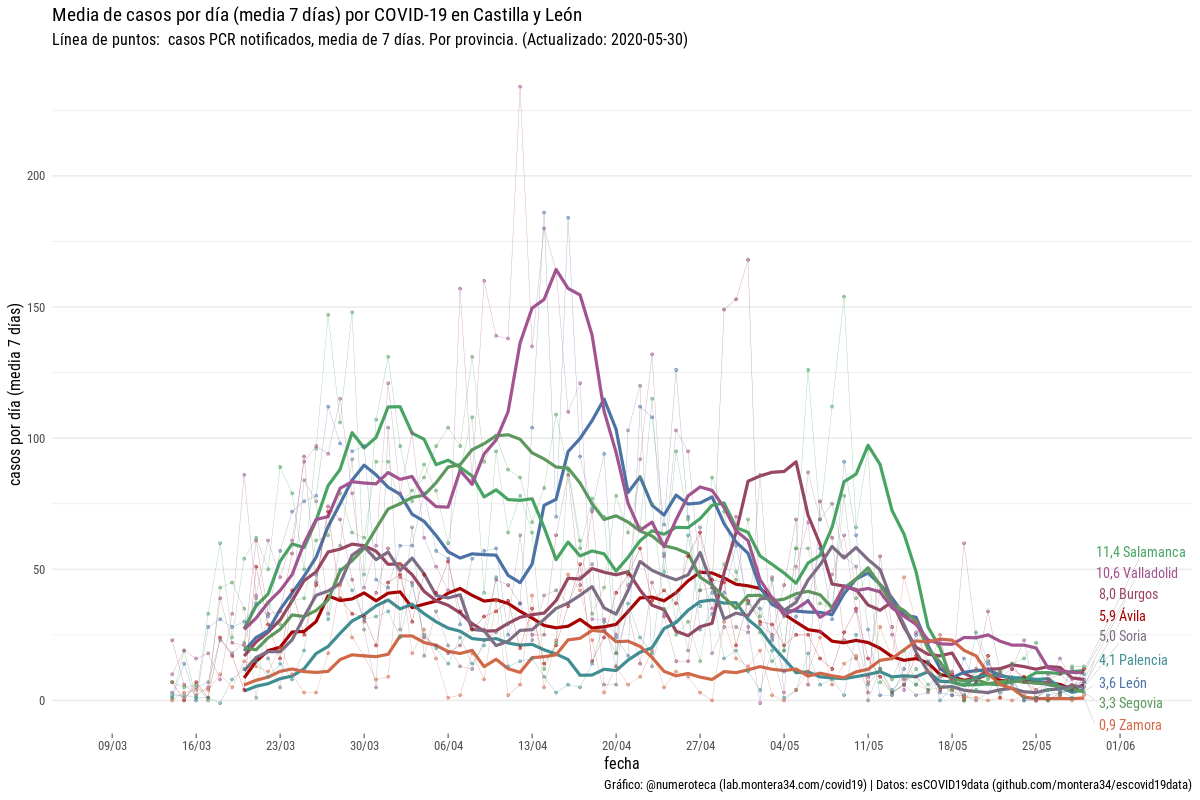 Media de casos por día (media 7 días) por COVID-19 en Castilla y León
Línea de puntos:  casos PCR notificados, media de 7 días. Por provincia. (Actualizado: 2020-05-30)
casos por día (media 7 días)
200
150
100
50
0
11,4 Salamanca
10,6 Valladolid
8,0 Burgos
5,9 Ávila
5,0 Soria
4,1 Palencia
3,6 León
3,3 Segovia
0,9 Zamora
09/03 16/03 23/03 30/03 06/04 13/04 20/04 27/04 04/05 11/05 18/05 25/05 01/06
fecha
Gráfico: @numeroteca (lab.montera34.com/covid19) | Datos: esCOVID19data (github.com/montera34/escovid19data)